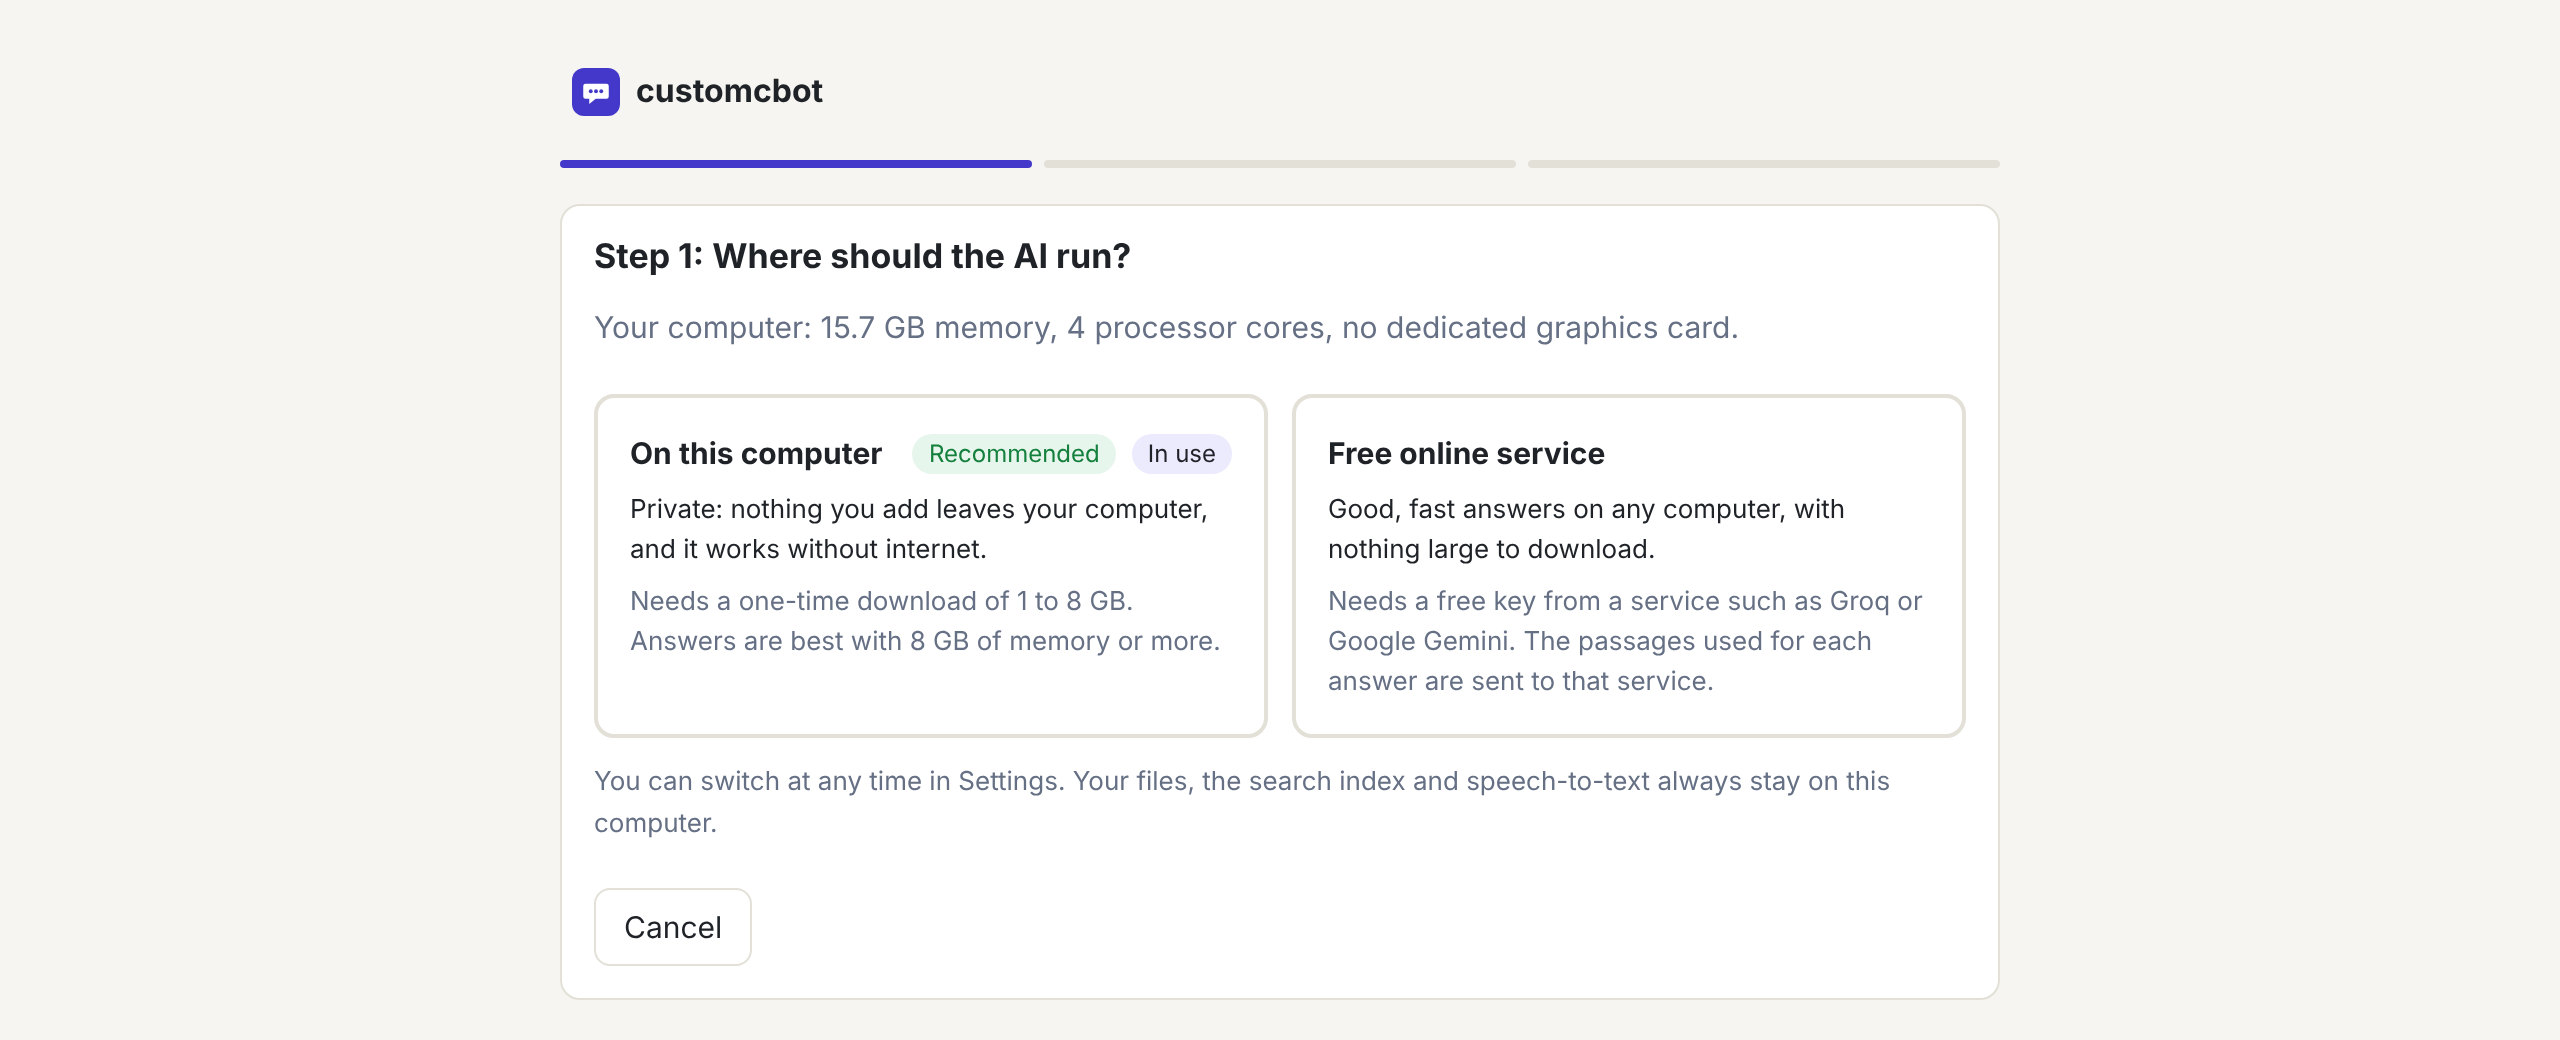 customcbot
Step 1: Where should the AI run?
Your computer: 15.7 GB memory, 4 processor cores, no dedicated graphics card.
On this computer Recommended In use
Private: nothing you add leaves your computer,
and it works without internet.
Needs a one-time download of 1 to 8 GB.
Answers are best with 8 GB of memory or more.
Free online service
Good, fast answers on any computer, with
nothing large to download.
Needs a free key from a service such as Groq or
Google Gemini. The passages used for each
answer are sent to that service.
You can switch at any time in Settings. Your files, the search index and speech-to-text always stay on this
computer.
Cancel